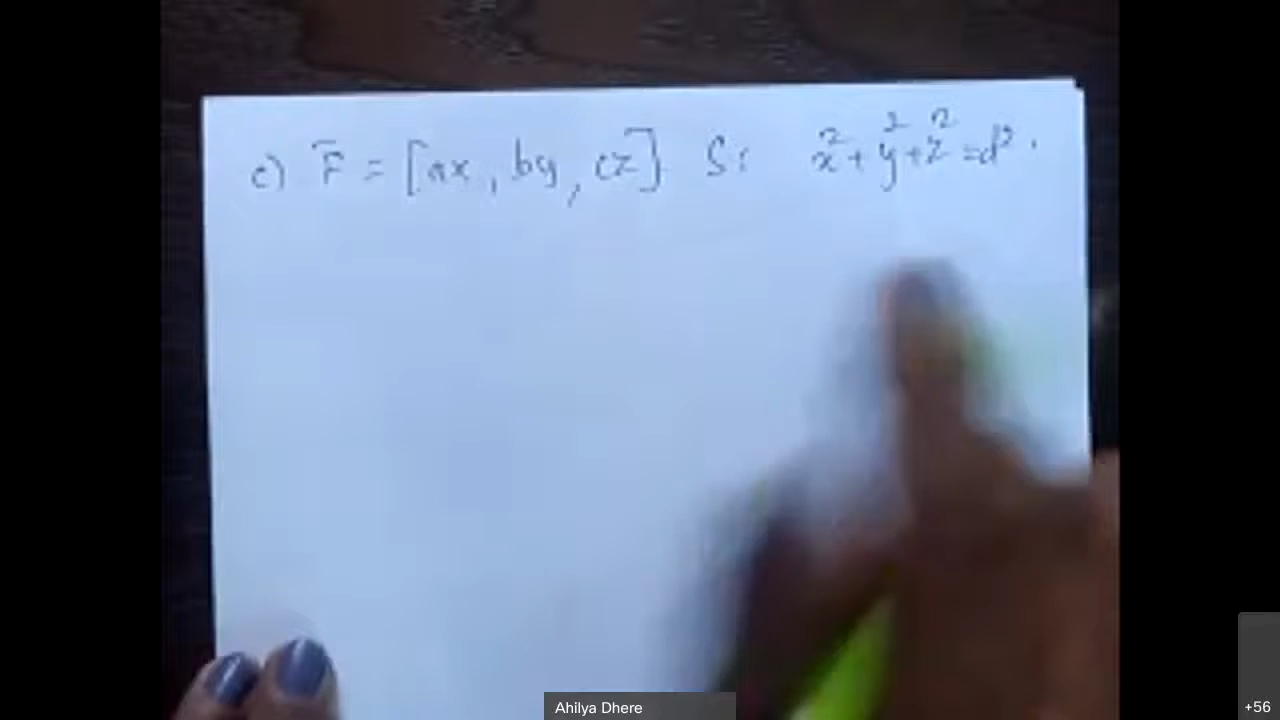 c) F̄ = [ax, by, cz] S: x²+y²+z²=d².
Ahilya Dhere
+56